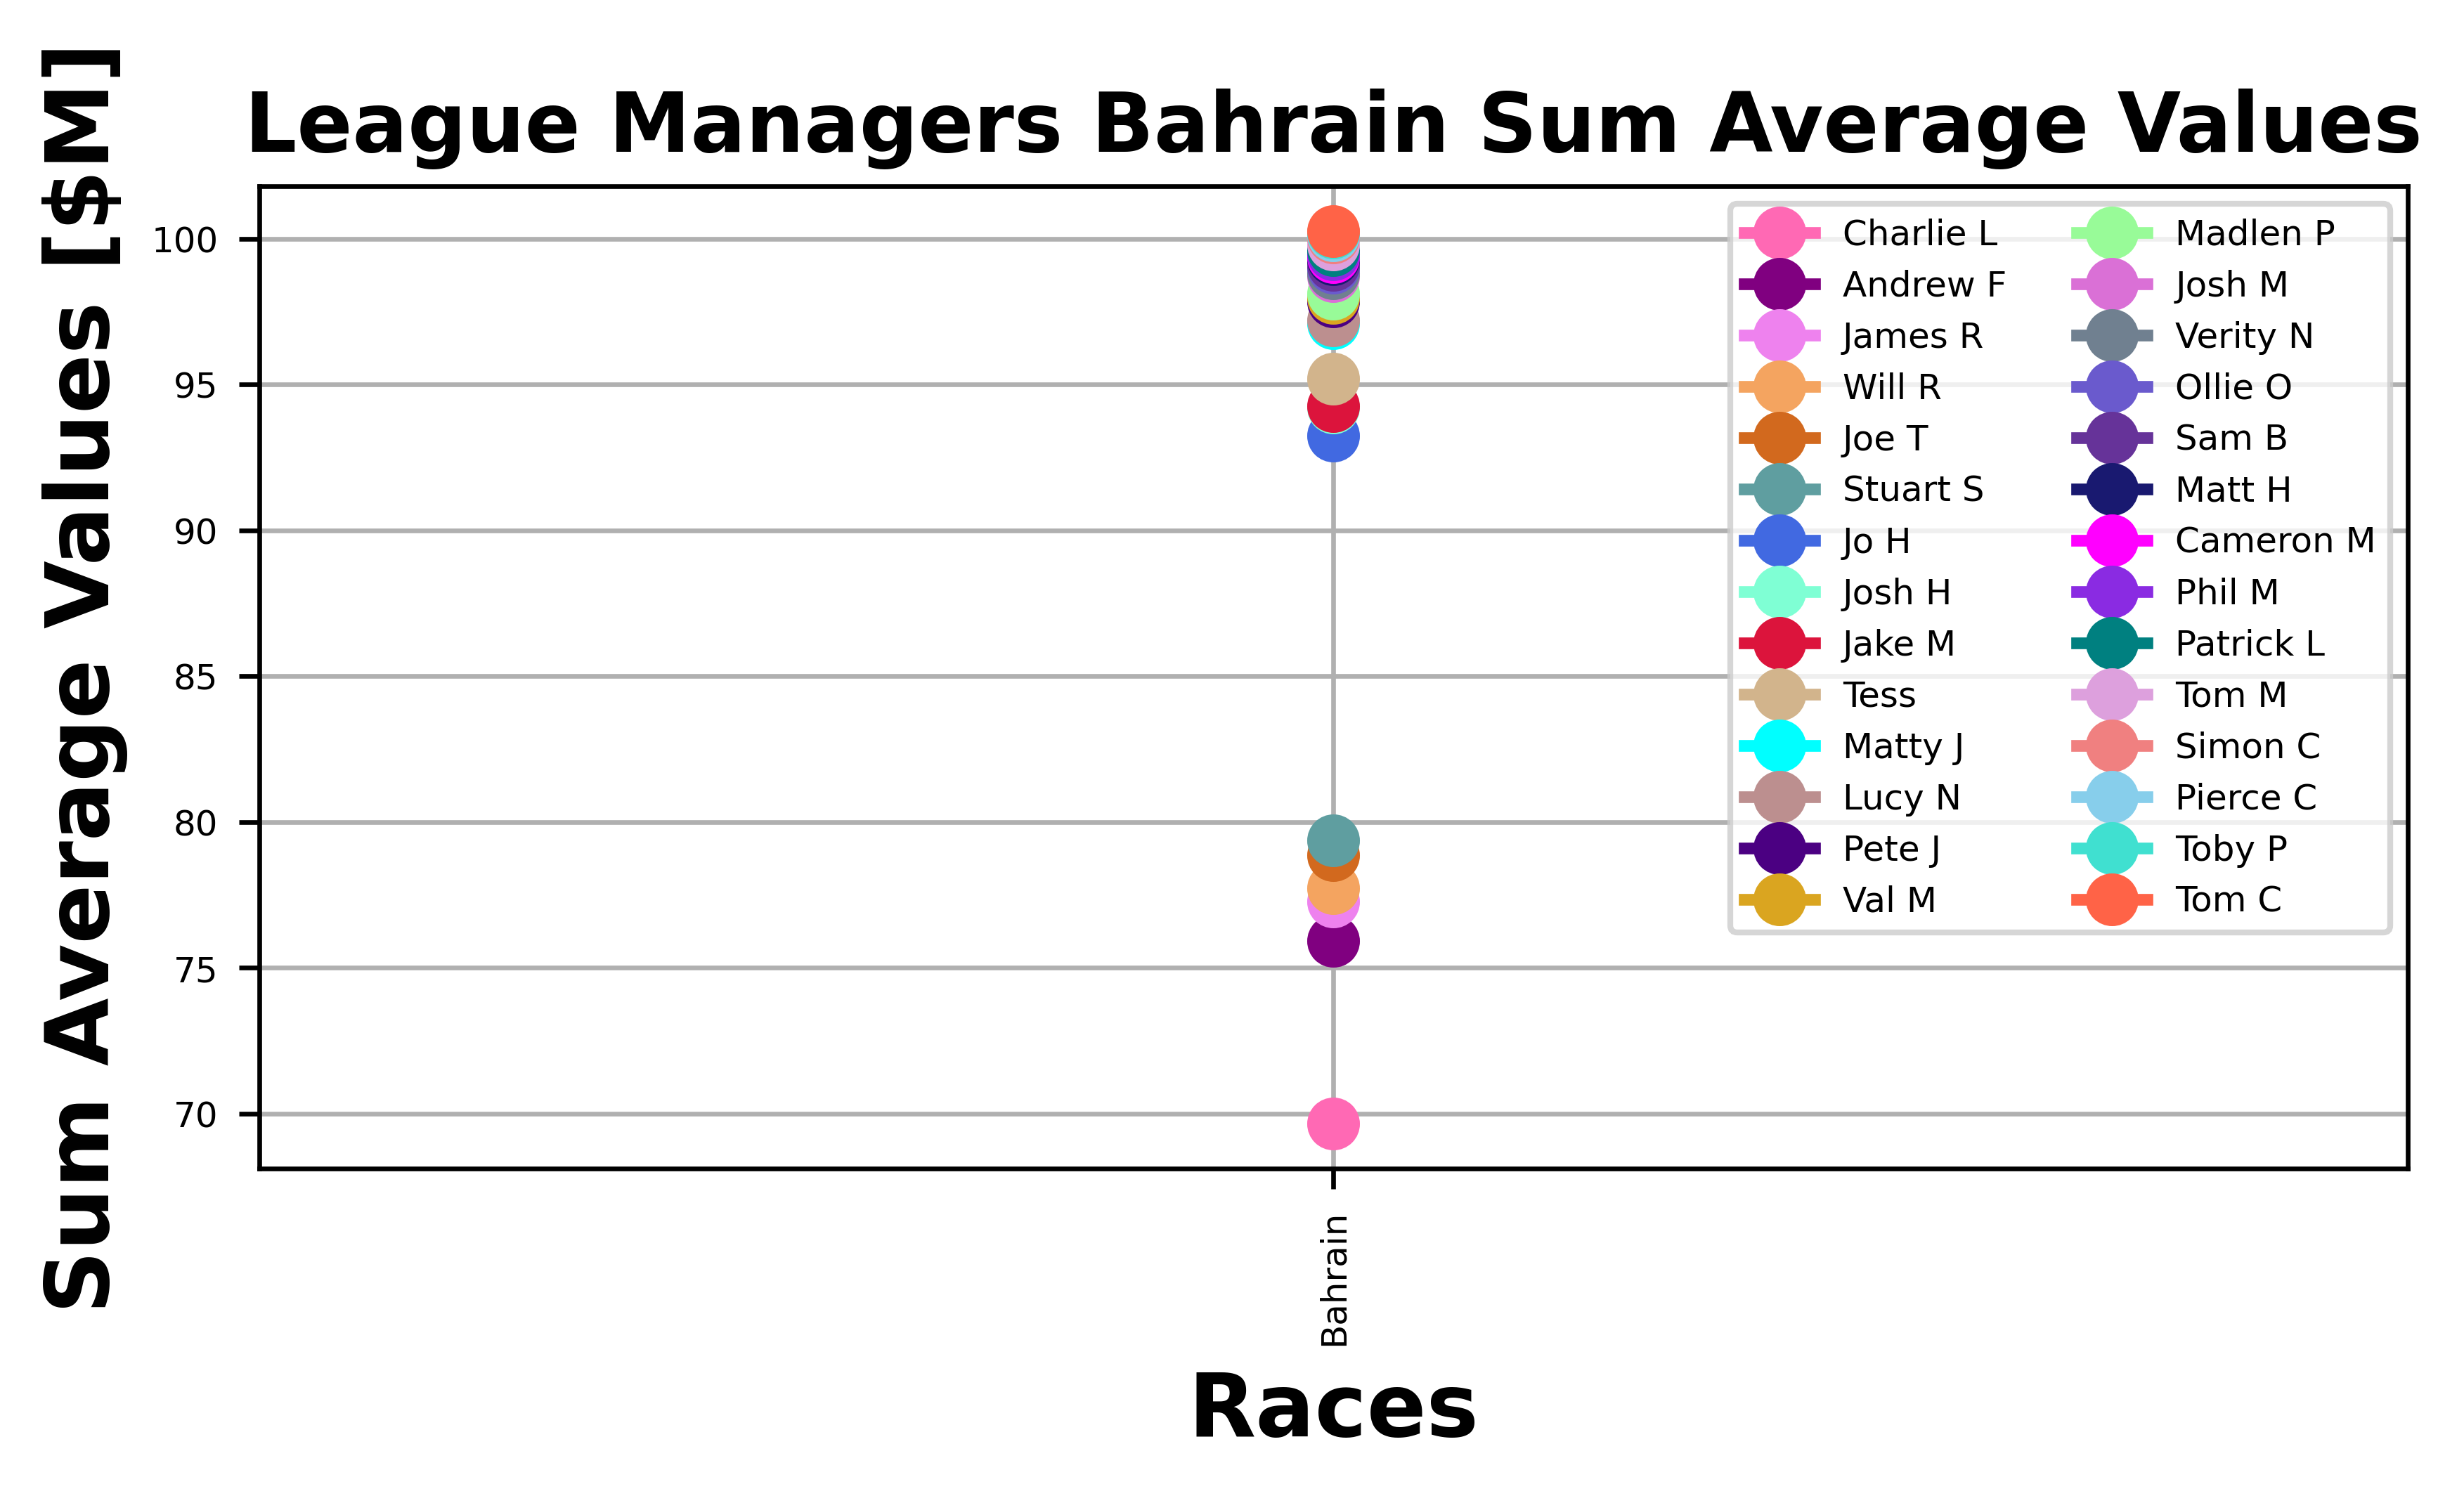 League Managers Bahrain Sum Average Values
Sum Average Values [$M]
100
95
90
85
80
75
70
Charlie L
Andrew F
James R
Will R
Joe T
Stuart S
Jo H
Josh H
Jake M
Tess
Matty J
Lucy N
Pete J
Val M
Madlen P
Josh M
Verity N
Ollie O
Sam B
Matt H
Cameron M
Phil M
Patrick L
Tom M
Simon C
Pierce C
Toby P
Tom C
Bahrain
Races